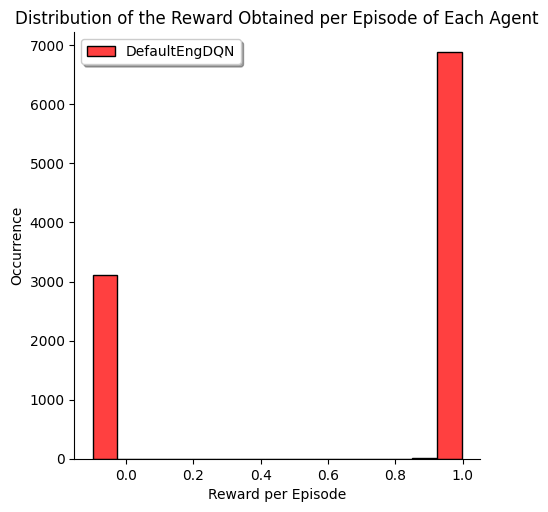 Distribution of the Reward Obtained per Episode of Each Agent
DefaultEngDQN
7000
6000
5000
4000
3000
2000
1000
0
Occurrence
0.0 0.2 0.4 0.6 0.8 1.0
Reward per Episode